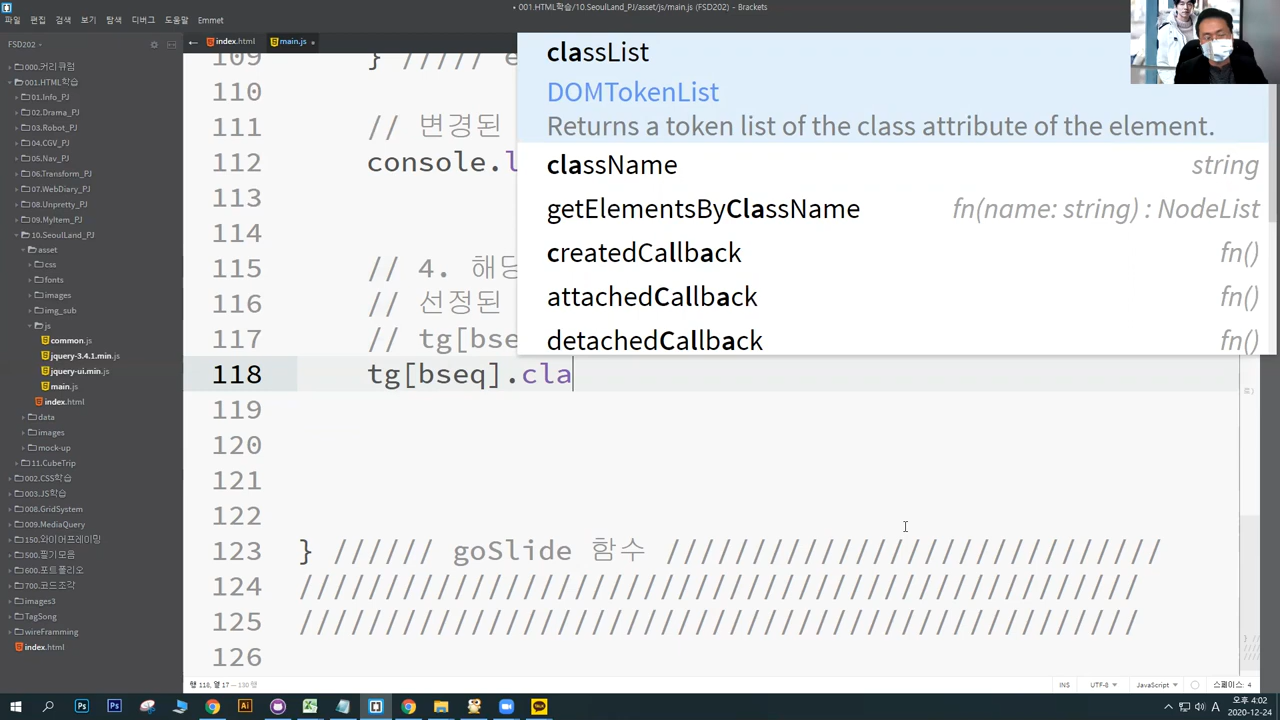 001.HTML학습/10.SeoulLand_PJ/asset/js/main.js (FSD202) - Brackets
파일 편집 검색 보기 탐색 디버그 도움말 Emmet
FSD202
index.html
main.js
000.커리큐럼
001.HTML학습
01.Info_PJ
02.Drama_PJ
03.Robot_PJ
04.CGV_PJ
05.Nav_PJ
06.Transform_PJ
07.WebDiary_PJ
08.Unpretty_PJ
09.MyItem_PJ
10.SeoulLand_PJ
asset
css
fonts
images
img_sub
js
common.js
jquery-3.4.1.min.js
jquery-ui.min.js
main.js
index.html
data
images
mock-up
11.CubeTrip
002.CSS학습
003.JS학습
008.GridSystem
009.MediaQuery
150.와이어프레이밍
500.필기모음
600.포트폴리오
700.코드조각
images3
TagSong
wireFramming
index.html
109 } ///// e
110
111 // 변경된
112 console.l
113
114
115 // 4. 해당
116 // 선정된
117 // tg[bse
118 tg[bseq].cla
119
120
121
122
123 } ////// goSlide 함수 /////////////////////////////
124 /////////////////////////////////////////////////
125 /////////////////////////////////////////////////
126
classList
DOMTokenList
Returns a token list of the class attribute of the element.
className string
getElementsByClassName fn(name: string) : NodeList
createdCallback fn()
attachedCallback fn()
detachedCallback fn()
행 118, 열 17 — 130 행
INS UTF-8 JavaScript 스페이스: 4
오후 4:02
2020-12-24